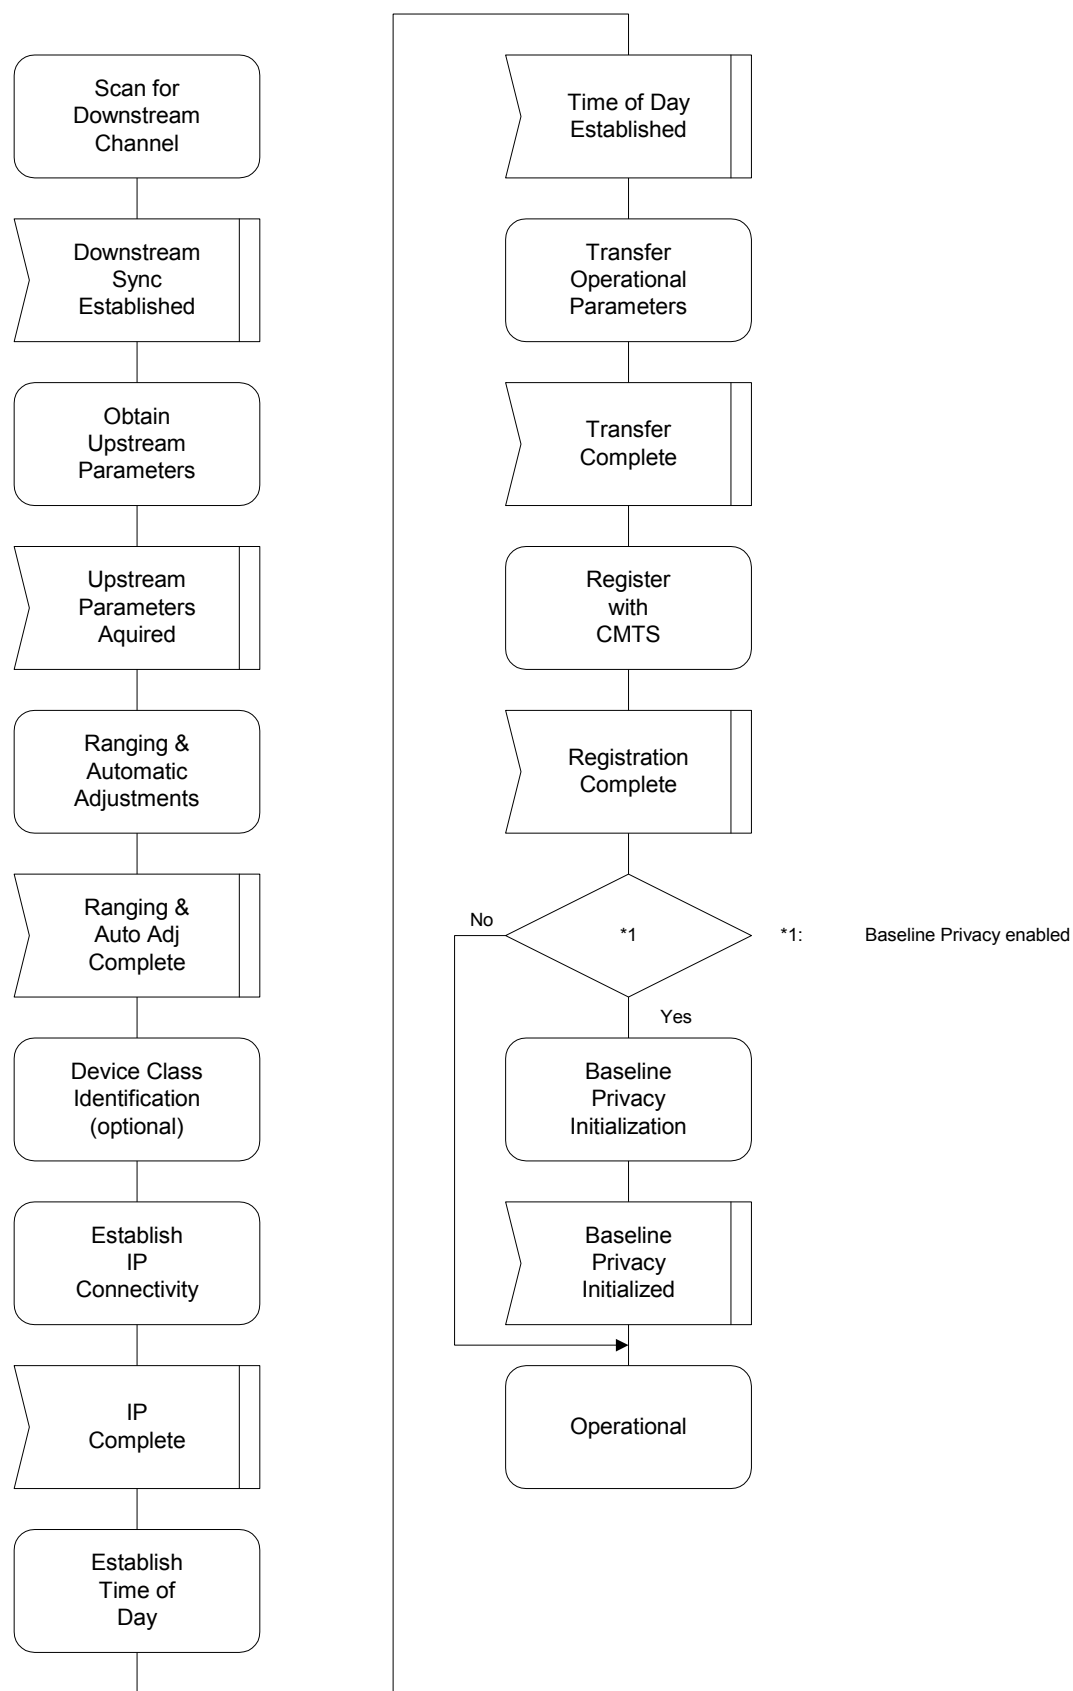 Scan for
Downstream
Channel
Downstream
Sync
Established
Obtain
Upstream
Parameters
Upstream
Parameters
Aquired
Ranging &
Automatic
Adjustments
Ranging &
Auto Adj
Complete
Device Class
Identification
(optional)
Establish
IP
Connectivity
IP
Complete
Establish
Time of
Day
Time of Day
Established
Transfer
Operational
Parameters
Transfer
Complete
Register
with
CMTS
Registration
Complete
No
*1
*1: Baseline Privacy enabled
Yes
Baseline
Privacy
Initialization
Baseline
Privacy
Initialized
Operational